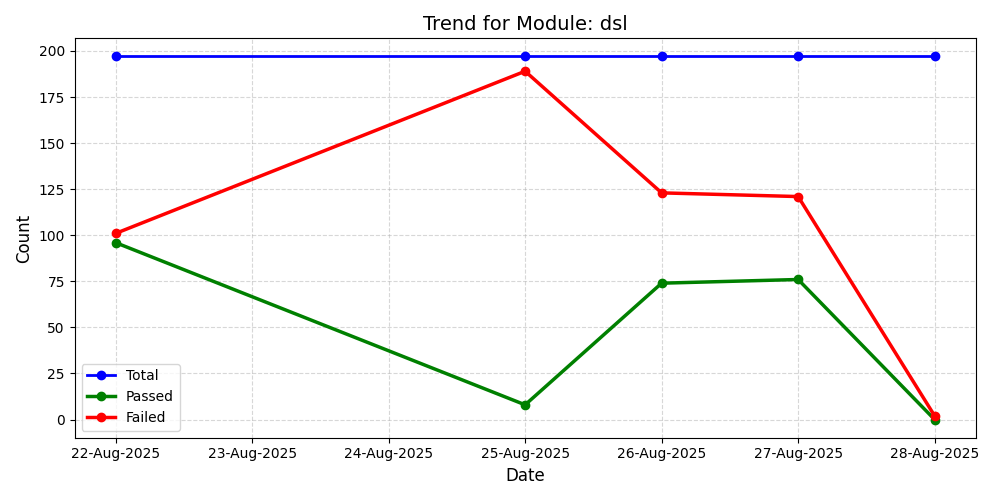 Trend for Module: dsl
Count
200
175
150
125
100
75
50
25
0
Total
Passed
Failed
22-Aug-2025 23-Aug-2025 24-Aug-2025 25-Aug-2025 26-Aug-2025 27-Aug-2025 28-Aug-2025
Date